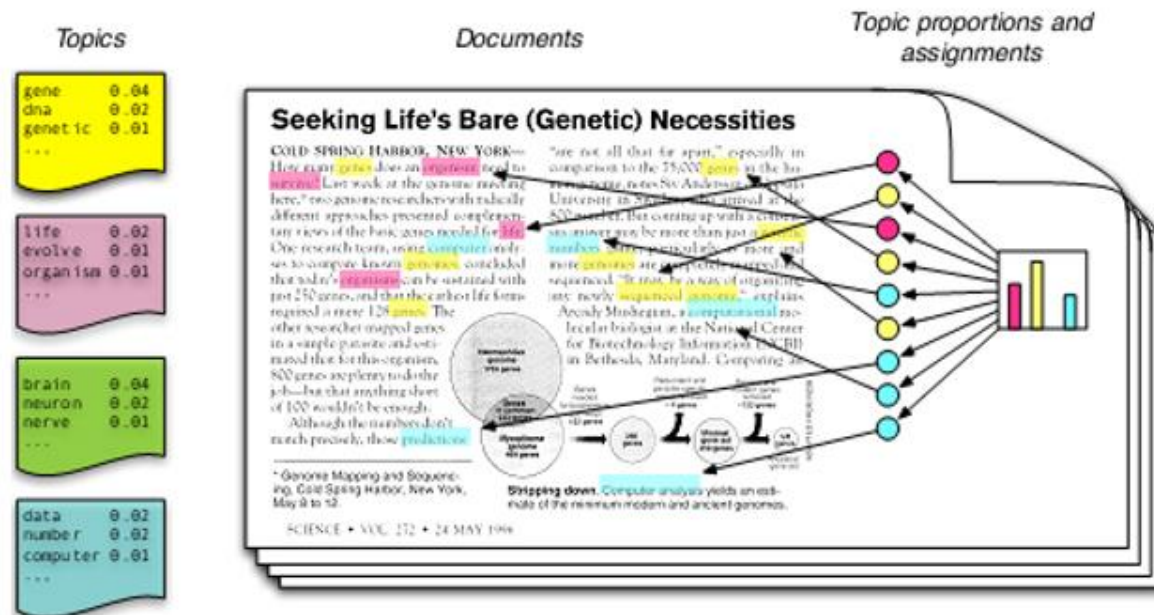 Topics
gene 0.04
dna 0.02
genetic 0.01
...
life 0.02
evolve 0.01
organism 0.01
...
brain 0.04
neuron 0.02
nerve 0.01
...
data 0.02
number 0.02
computer 0.01
...
Documents
Topic proportions and
assignments
Seeking Life's Bare (Genetic) Necessities
COLD SPRING HARBOR, NEW YORK—
How many genes does an organism need to
survive? Last week at the genome meeting
here,* two genome researchers with radically
different approaches presented complemen-
tary views of the basic genes needed for life.
One research team, using computer analy-
ses to compare known genomes, concluded
that today's organisms can be sustained with
just 250 genes, and that the earliest life forms
required a mere 128 genes. The
other researcher mapped genes
in a simple parasite and esti-
mated that for this organism,
800 genes are plenty to do the
job—but that anything short
of 100 wouldn't be enough.
Although the numbers don't
match precisely, those predictions
* Genome Mapping and Sequenc-
ing, Cold Spring Harbor, New York,
May 8 to 12.
"are not all that far apart," especially in
comparison to the 75,000 genes in the hu-
man genome, notes Siv Andersson
University in arrived at the
800 number. But coming up with a
answer may be more than just a genetic
numbers particularly as more and
more genomes are completely mapped and
sequenced. "It may be a way of organizing
any newly sequenced genome," explains
Arcady Mushegian, a computational mo-
lecular biologist at the National Center
for Biotechnology Information (NCBI)
in Bethesda, Maryland. Comparing an
Haemophilus
genome
Genes
in common
Mycoplasma
genome
genes
genes
Stripping down. Computer analysis yields an esti-
mate of the minimum modern and ancient genomes.
SCIENCE • VOL. 272 • 24 MAY 1996